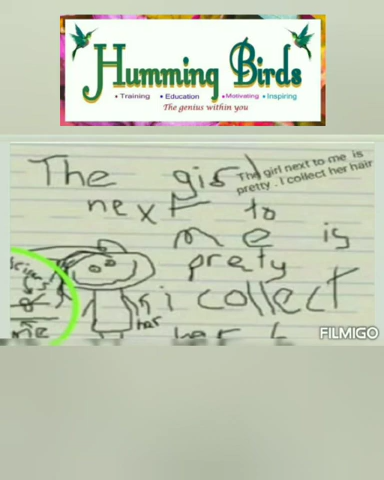 Humming Birds
• Training • Education • Motivating • Inspiring
The genius within you
The girl
The girl next to me is
pretty . I collect her hair
next to
me is
prety
i collect
her
me
FILMIGO